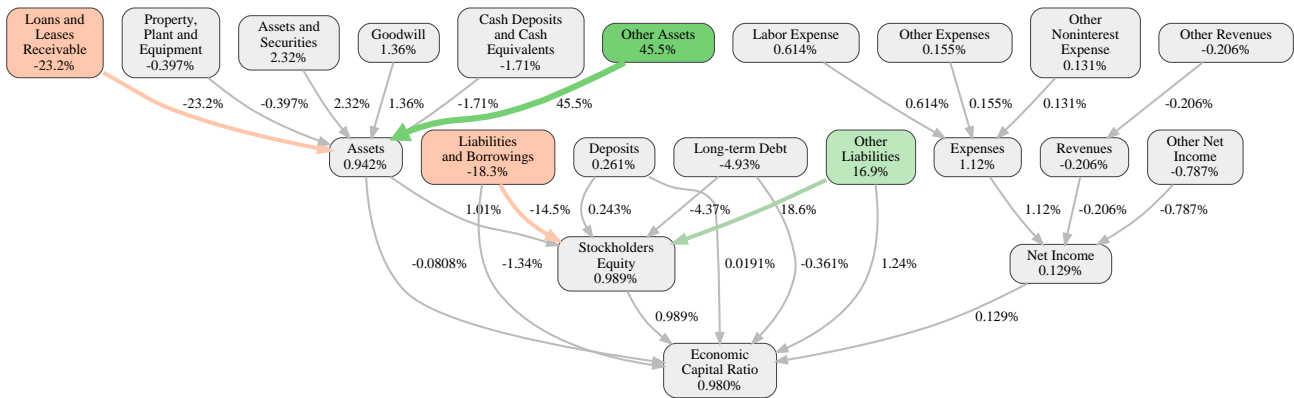 Loans and
Leases
Receivable
-23.2%
Property,
Plant and
Equipment
-0.397%
Assets and
Securities
2.32%
Goodwill
1.36%
Cash Deposits
and Cash
Equivalents
-1.71%
Other Assets
45.5%
Labor Expense
0.614%
Other Expenses
0.155%
Other
Noninterest
Expense
0.131%
Other Revenues
-0.206%
-23.2%
-0.397%
2.32%
1.36%
-1.71%
45.5%
0.614%
0.155%
0.131%
-0.206%
Assets
0.942%
Liabilities
and Borrowings
-18.3%
Deposits
0.261%
Long-term Debt
-4.93%
Other
Liabilities
16.9%
Expenses
1.12%
Revenues
-0.206%
Other Net
Income
-0.787%
1.01%
-14.5%
0.243%
-4.37%
18.6%
1.12%
-0.206%
-0.787%
Stockholders
Equity
0.989%
Net Income
0.129%
-0.0808%
-1.34%
0.0191%
-0.361%
1.24%
0.989%
0.129%
Economic
Capital Ratio
0.980%